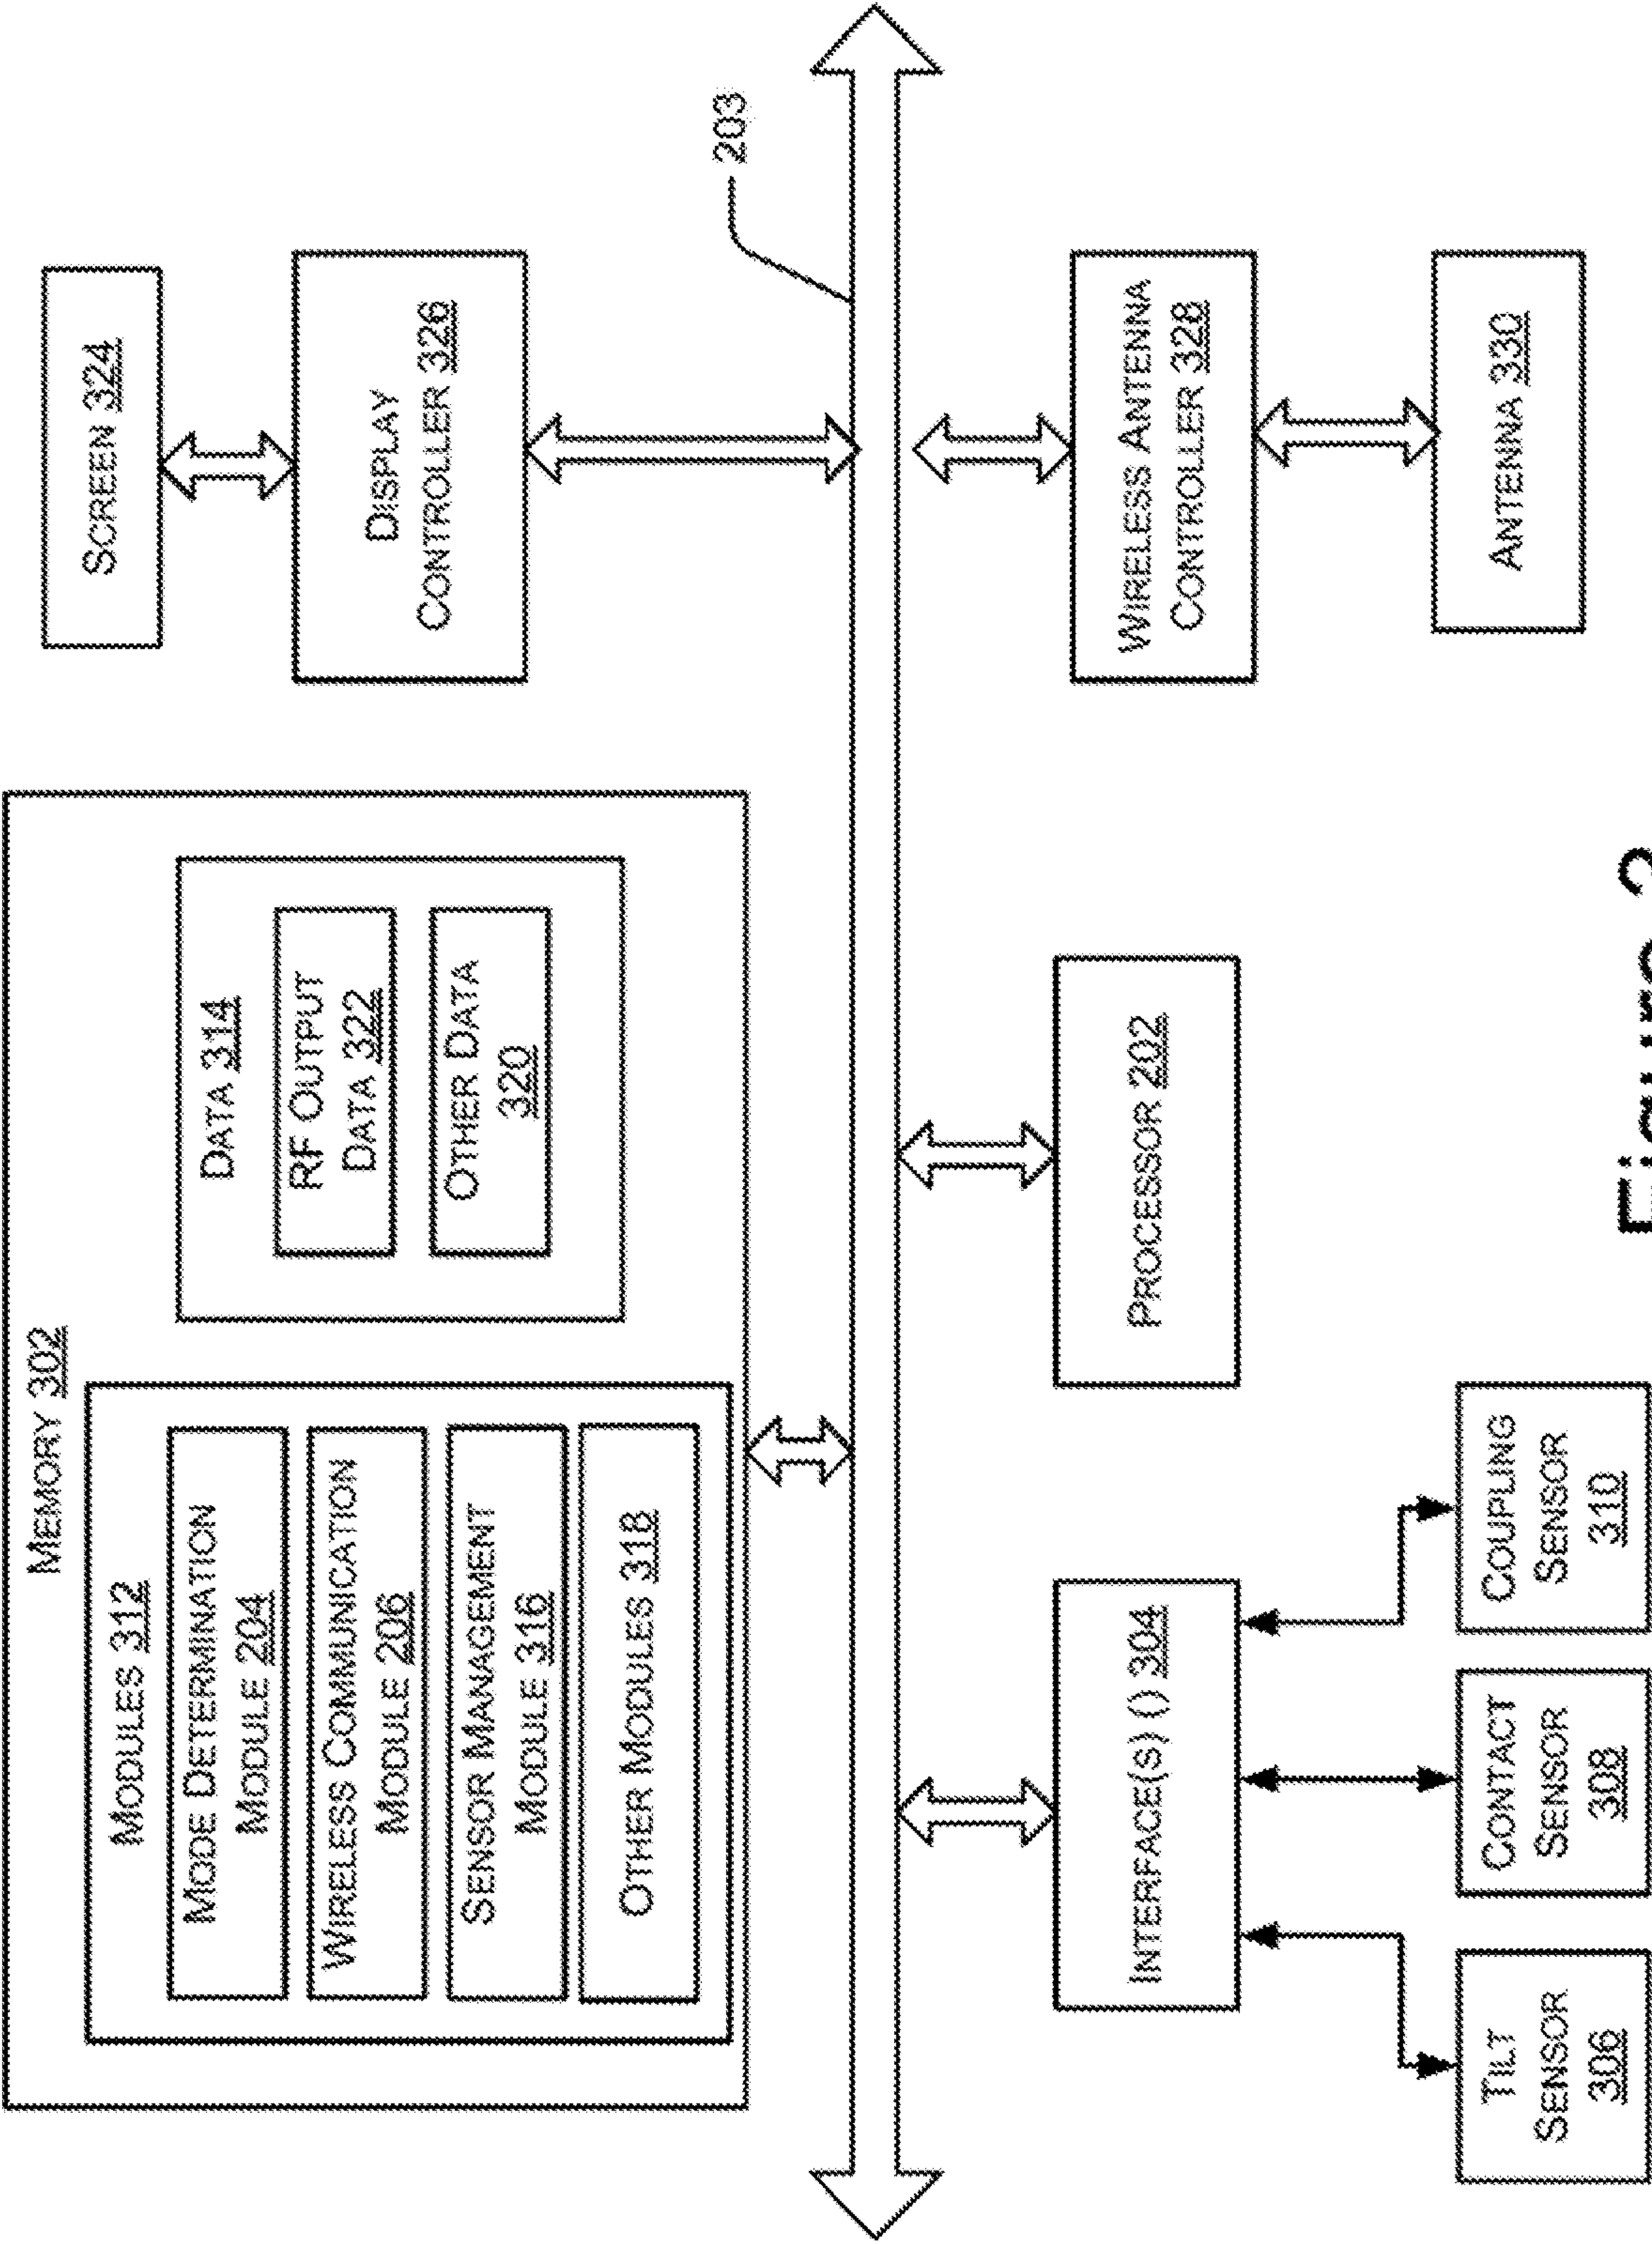 MEMORY 302
MODULES 312
MODE DETERMINATION
MODULE 204
WIRELESS COMMUNICATION
MODULE 206
SENSOR MANAGEMENT
MODULE 316
OTHER MODULES 318
DATA 314
RF OUTPUT
DATA 322
OTHER DATA
320
SCREEN 324
DISPLAY
CONTROLLER 326
203
INTERFACE(S) () 304
PROCESSOR 202
WIRELESS ANTENNA
CONTROLLER 328
TILT
SENSOR
306
CONTACT
SENSOR
308
COUPLING
SENSOR
310
ANTENNA 330
Figure